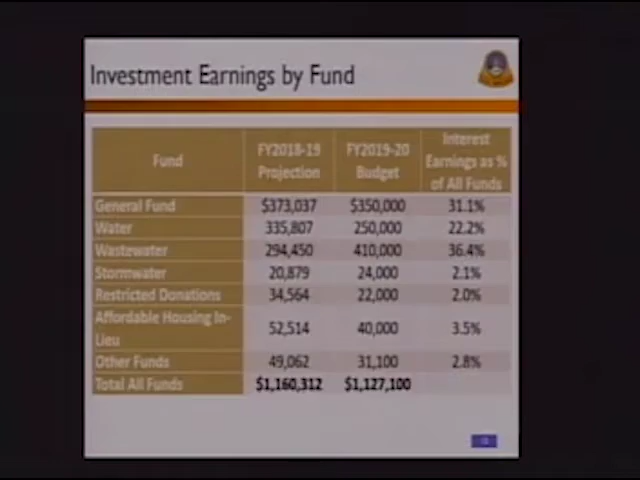 Investment Earnings by Fund
Fund
FY2018-19 Projection
FY2019-20 Budget
Interest Earnings as % of All Funds
General Fund $373,037 $350,000 31.1%
Water 335,807 250,000 22.2%
Wastewater 294,450 410,000 36.4%
Stormwater 20,879 24,000 2.1%
Restricted Donations 34,564 22,000 2.0%
Affordable Housing In-Lieu 52,514 40,000 3.5%
Other Funds 49,062 31,100 2.8%
Total All Funds $1,160,312 $1,127,100